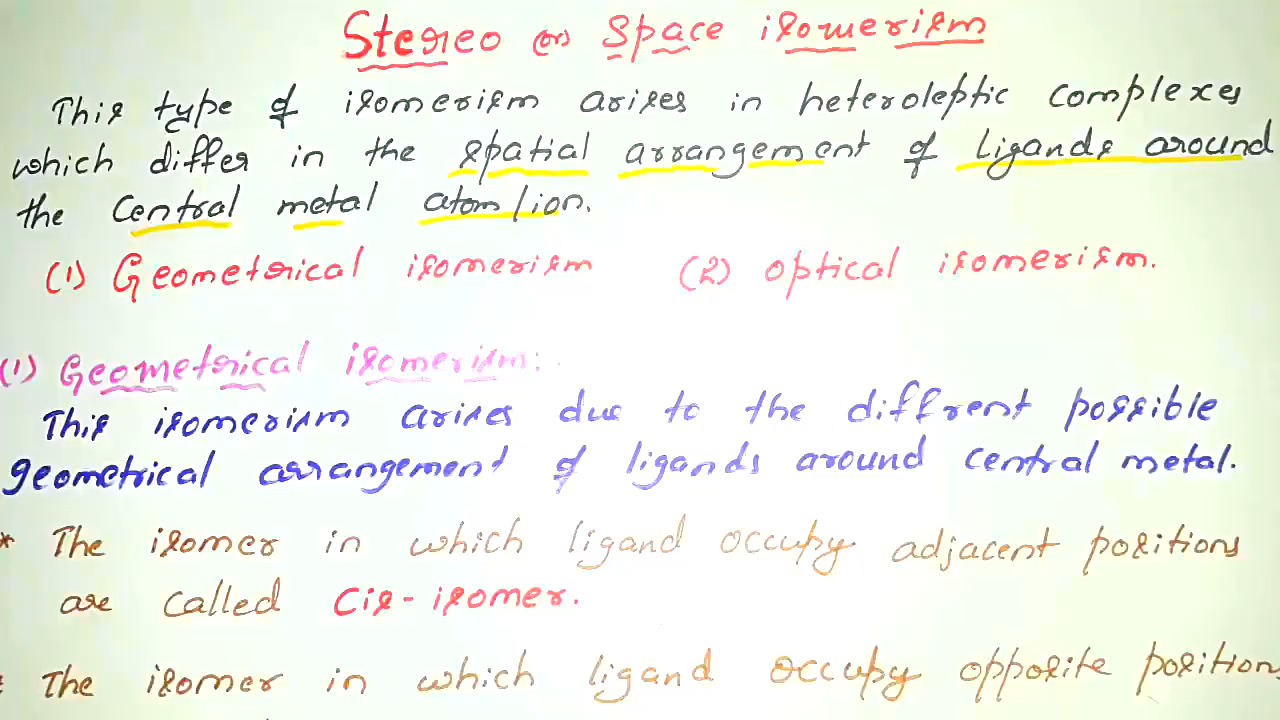 Stereo (or) Space isomerism
This type of isomerism arises in heteroleptic complexes
which differ in the spatial arrangement of ligands around
the central metal atom/ion.
(1) Geometrical isomerism (2) optical isomerism.
(1) Geometrical isomerism:
This isomerism arises due to the diffrent possible
geometrical arrangement of ligands around central metal.
* The isomer in which ligand occupy adjacent positions
are called Cis-isomer.
* The isomer in which ligand occupy opposite position